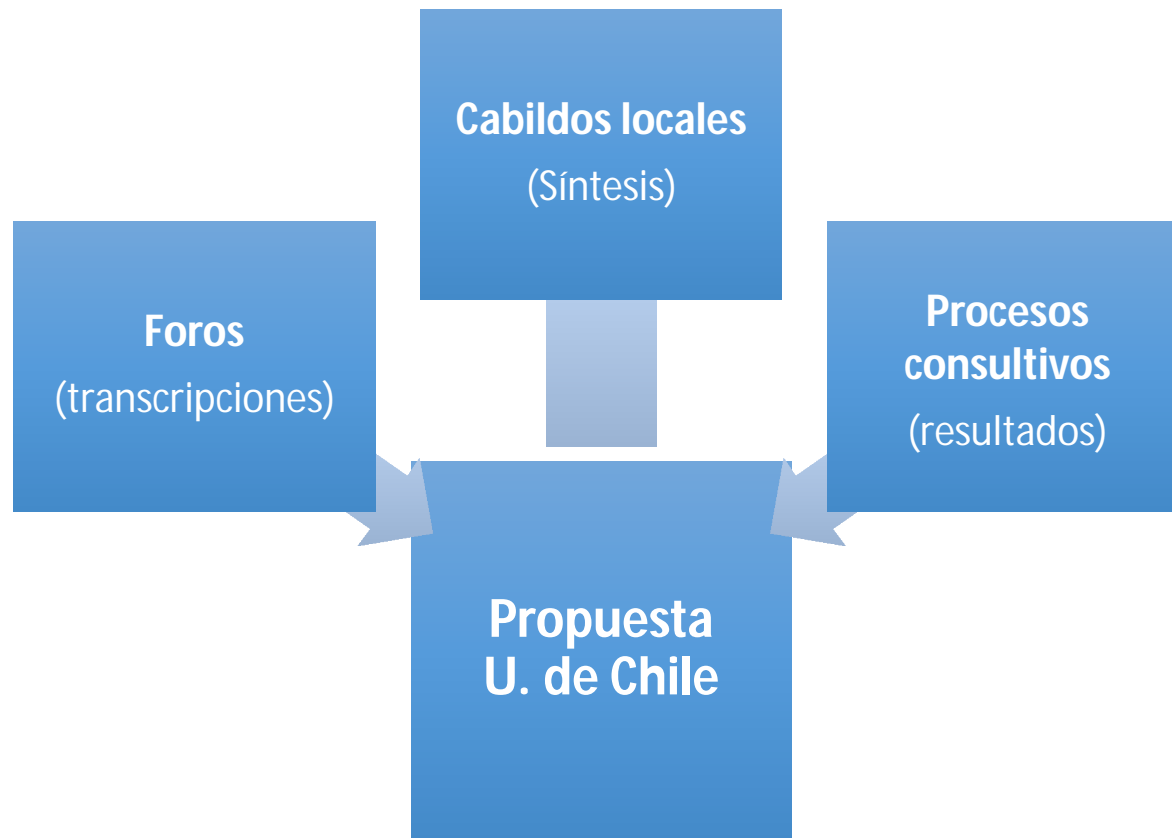 Cabildos locales
(Síntesis)
Foros
(transcripciones)
Procesos
consultivos
(resultados)
Propuesta
U. de Chile